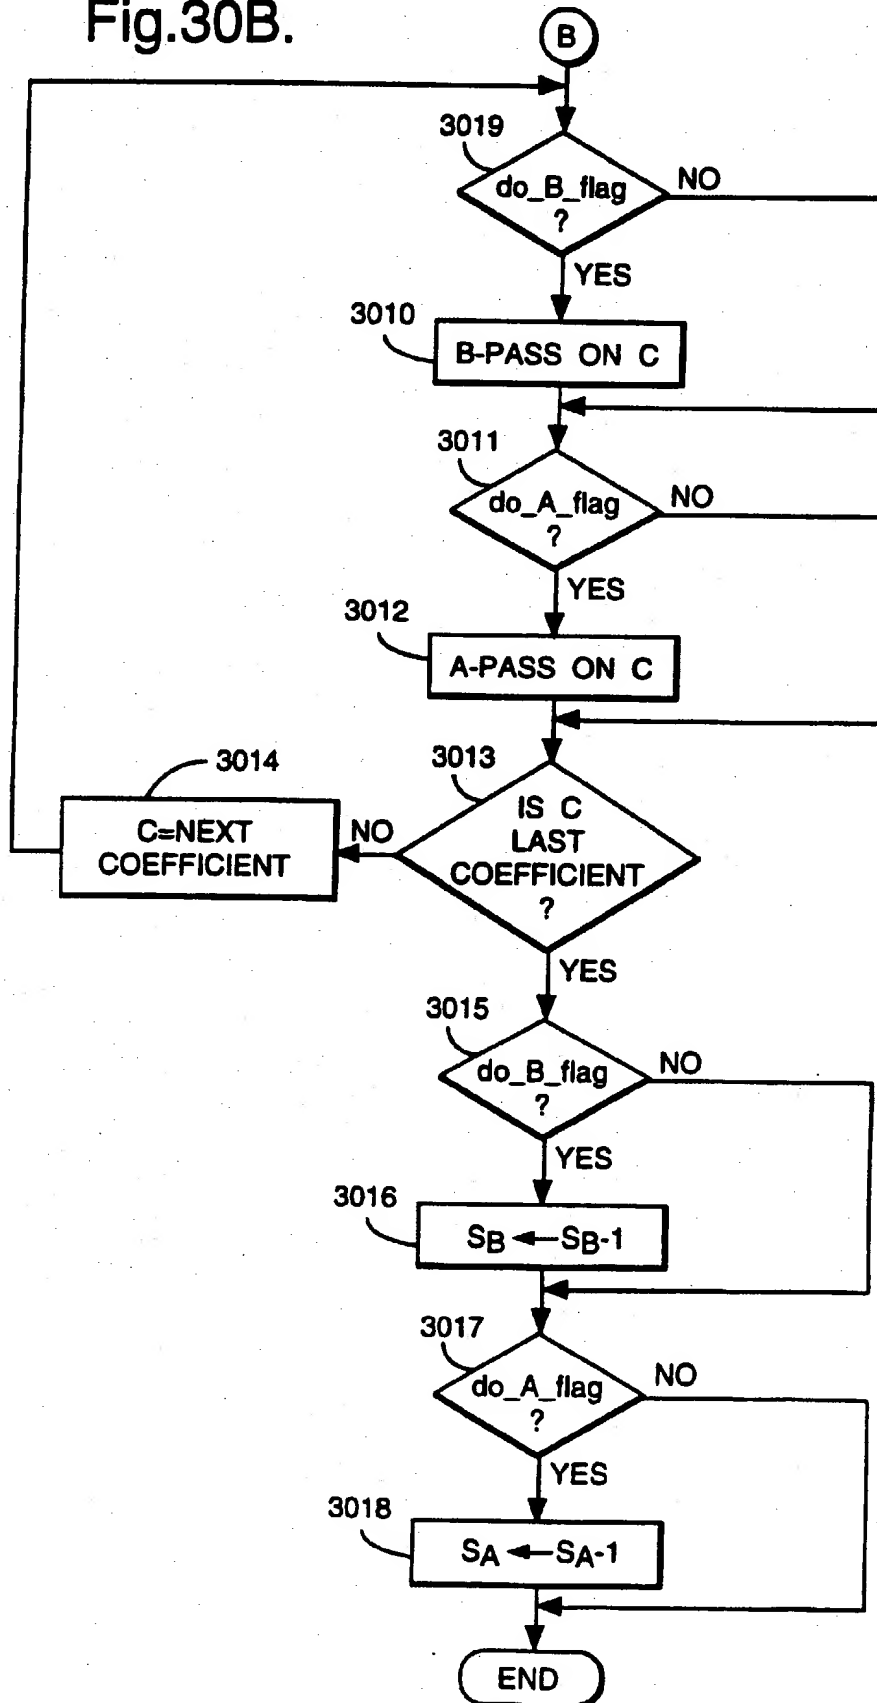 Fig.30B.
B
3019
do_B_flag
?
NO
YES
3010
B-PASS ON C
3011
do_A_flag
?
NO
YES
3012
A-PASS ON C
3013
IS C
LAST
COEFFICIENT
?
NO
3014
C=NEXT
COEFFICIENT
YES
3015
do_B_flag
?
NO
YES
3016
SB ←SB-1
3017
do_A_flag
?
NO
YES
3018
SA ←SA-1
END